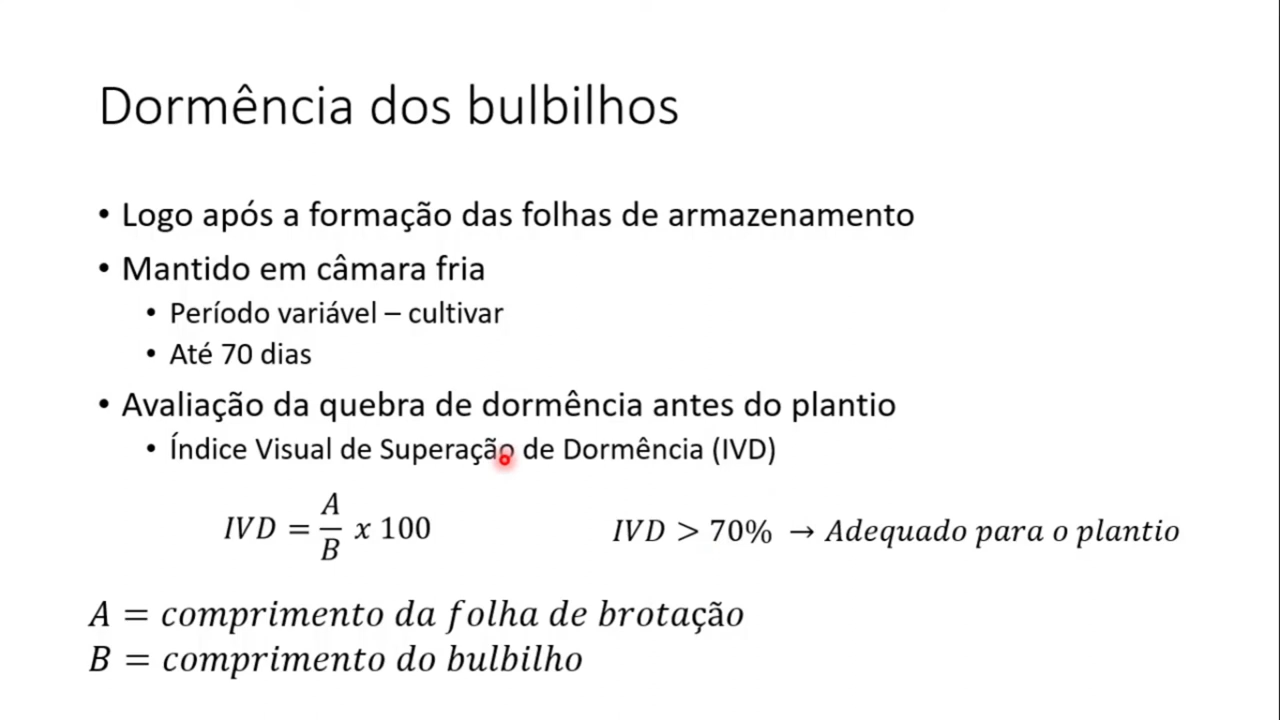 Dormência dos bulbilhos
• Logo após a formação das folhas de armazenamento
• Mantido em câmara fria
• Período variável – cultivar
• Até 70 dias
• Avaliação da quebra de dormência antes do plantio
• Índice Visual de Superação de Dormência (IVD)
IVD = A/B x 100
IVD > 70% → Adequado para o plantio
A = comprimento da folha de brotação
B = comprimento do bulbilho